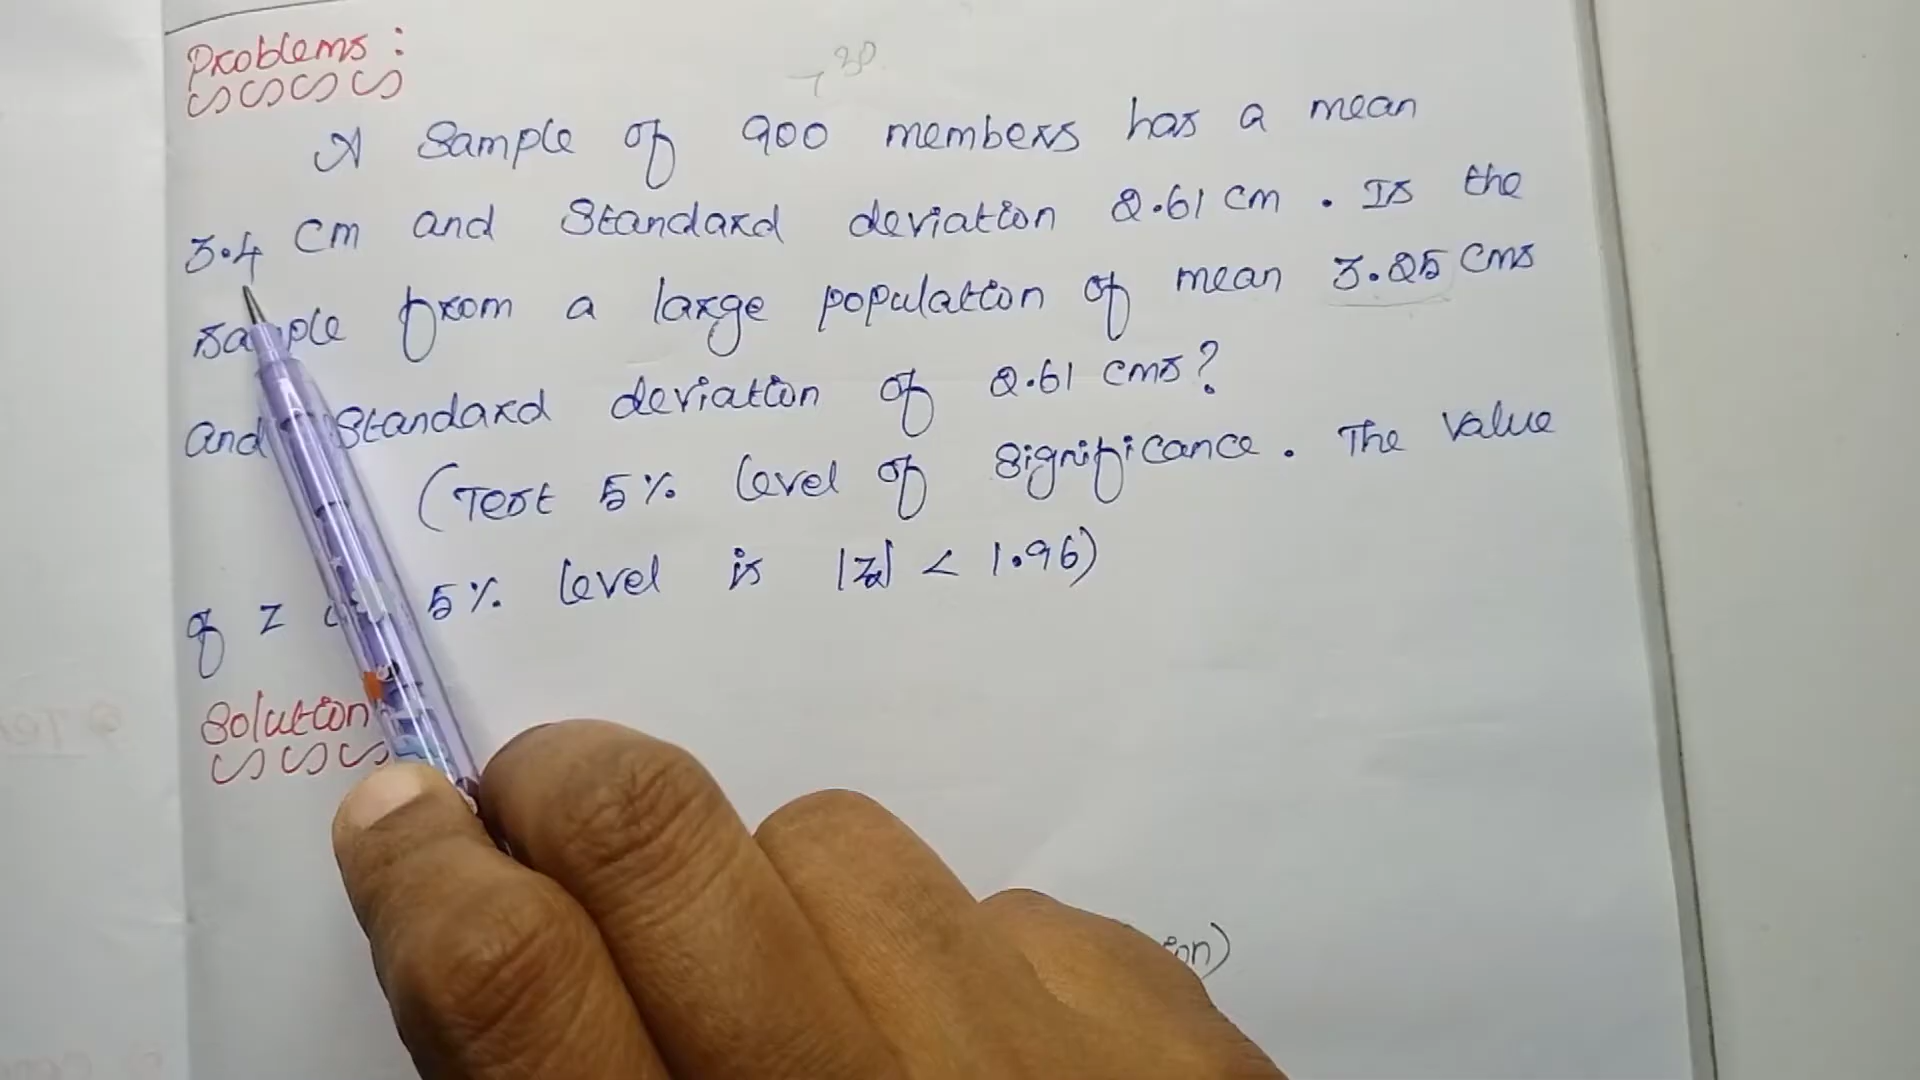 Problems:
30
A Sample of 900 members has a mean
3.4 cm and Standard deviation 2.61 cm. Is the
sample from a large population of mean 3.25 cms
and Standard deviation of 2.61 cms?
(Test 5% level of significance. The value
of z 5% level is |zα| < 1.96)
Solution